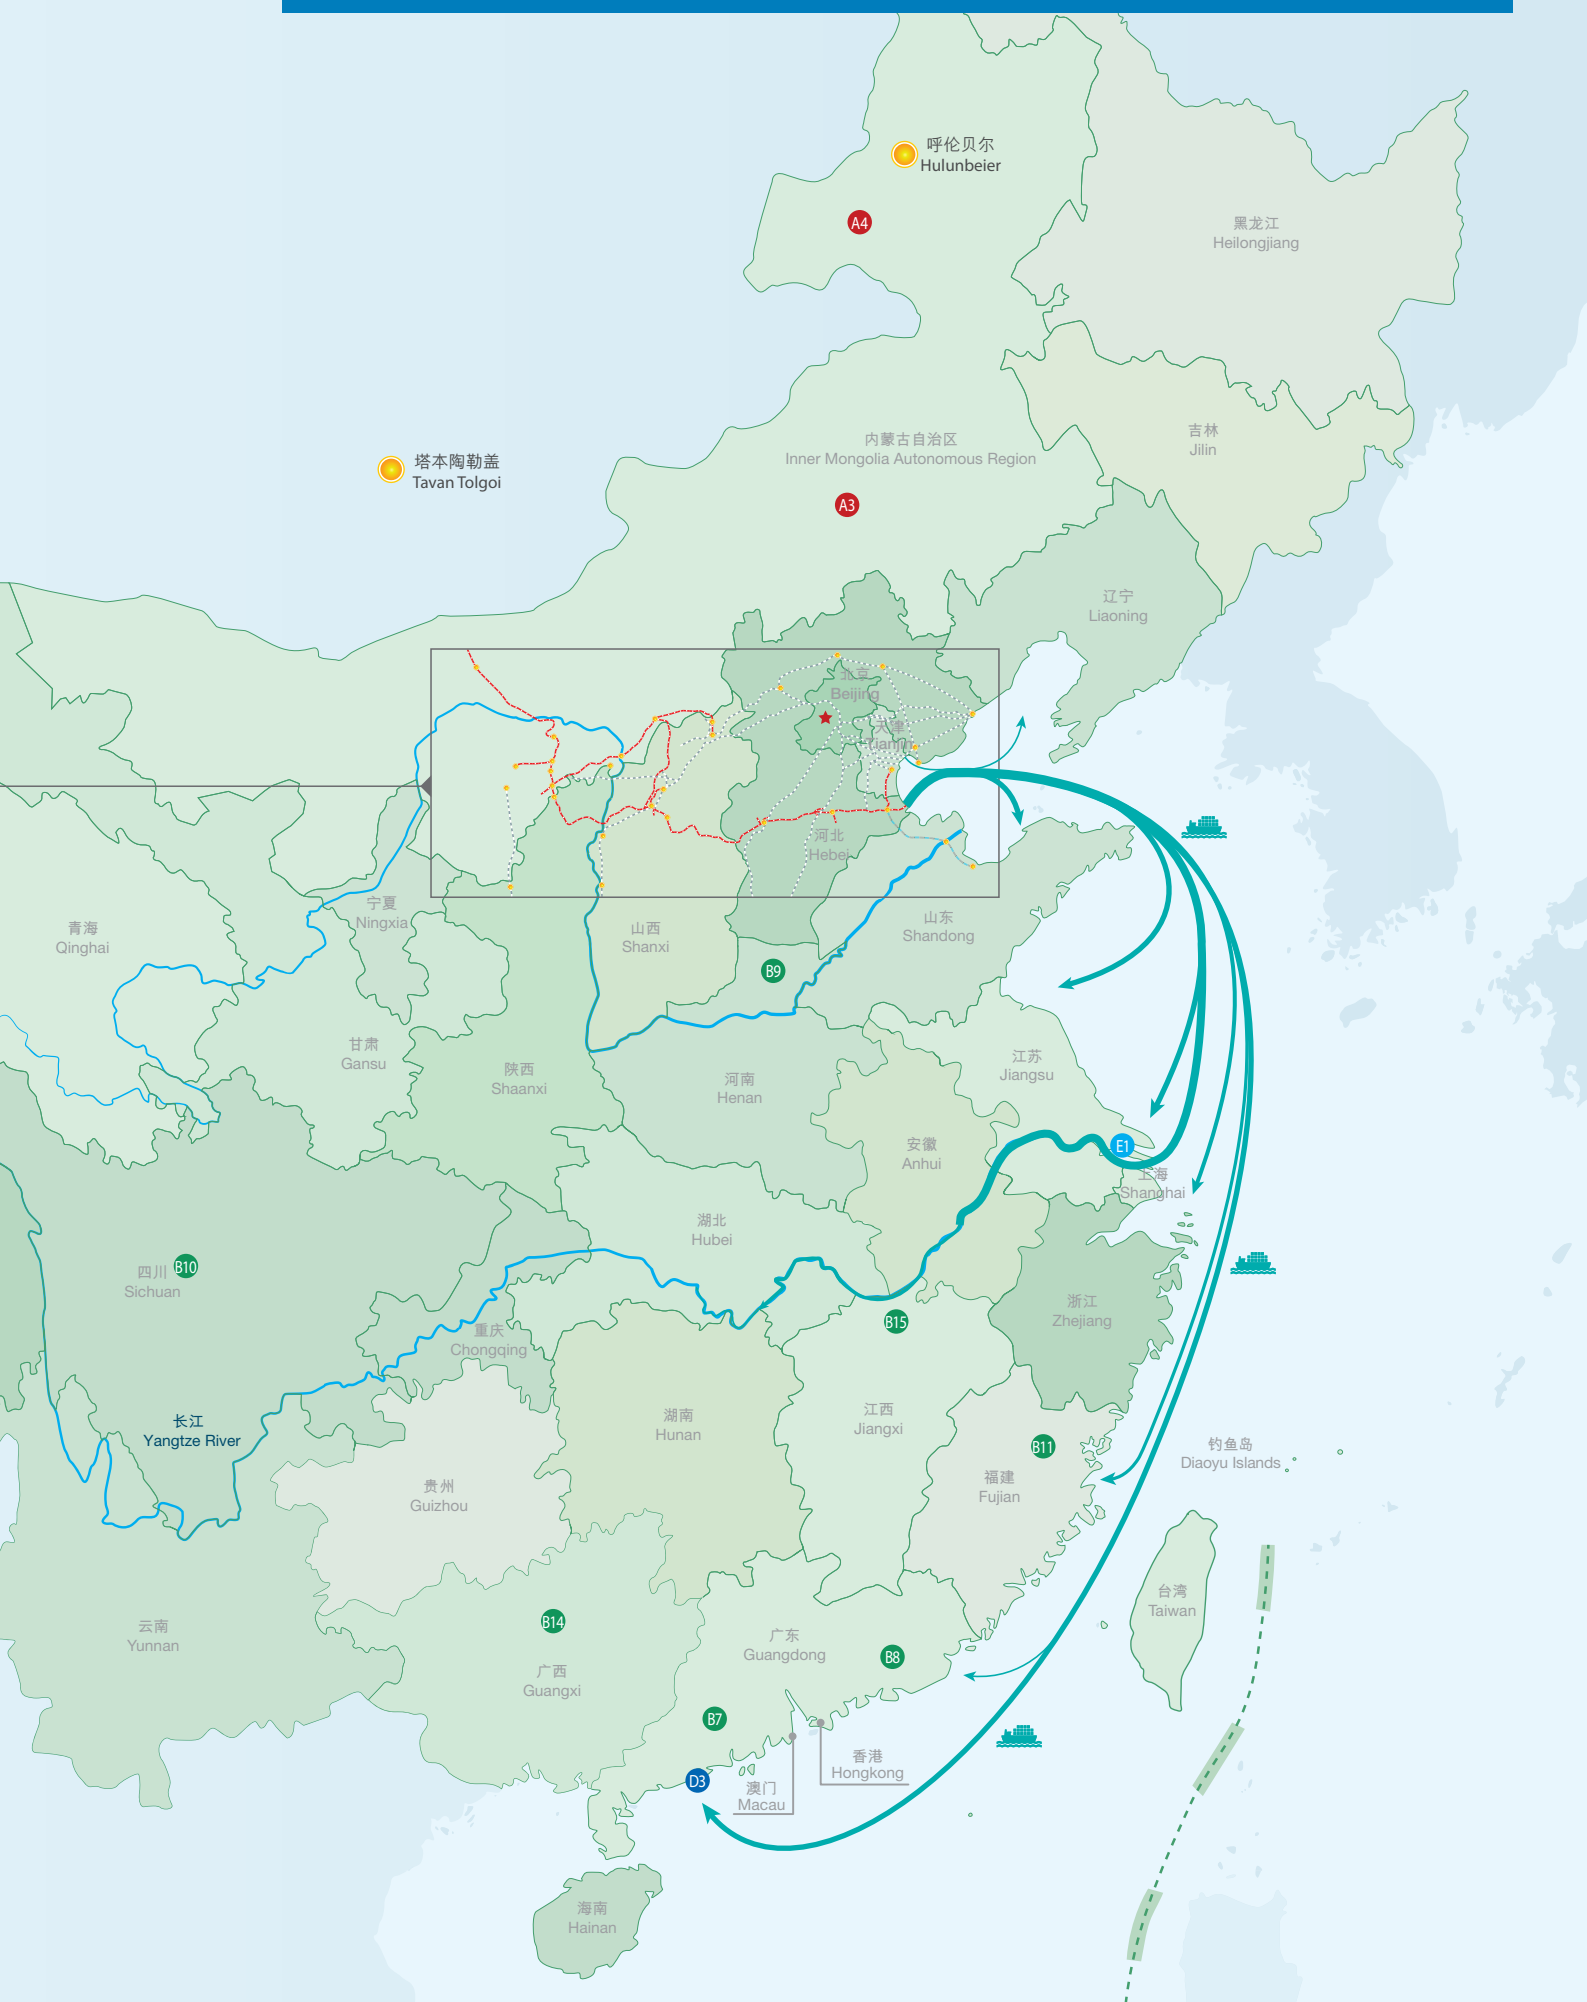 呼伦贝尔
Hulunbeier
A4
黑龙江
Heilongjiang
吉林
Jilin
内蒙古自治区
Inner Mongolia Autonomous Region
塔本陶勒盖
Tavan Tolgoi
A3
辽宁
Liaoning
北京
Beijing
天津
Tianjin
河北
Hebei
宁夏
Ningxia
青海
Qinghai
山西
Shanxi
山东
Shandong
B9
甘肃
Gansu
陕西
Shaanxi
河南
Henan
江苏
Jiangsu
安徽
Anhui
E1
上海
Shanghai
湖北
Hubei
四川
Sichuan
B10
浙江
Zhejiang
B15
重庆
Chongqing
长江
Yangtze River
湖南
Hunan
江西
Jiangxi
B11
钓鱼岛
Diaoyu Islands
福建
Fujian
贵州
Guizhou
台湾
Taiwan
云南
Yunnan
B14
广西
Guangxi
广东
Guangdong
B8
B7
D3
香港
Hongkong
澳门
Macau
海南
Hainan